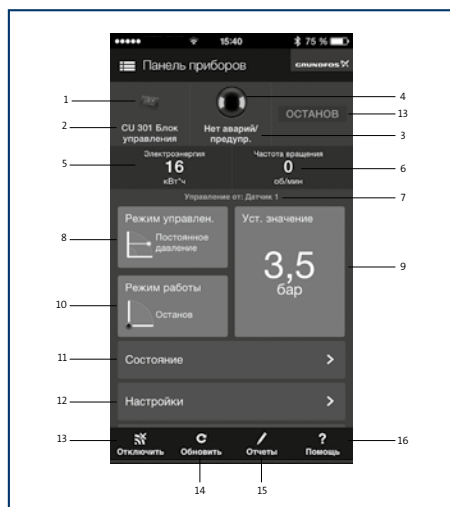 15:40 75 %
Панель приборов GRUNDFOS
1
4
ОСТАНОВ
13
2
CU 301 Блок
управления
Нет аварий/
предупр.
3
5
Электроэнергия
16
кВт*ч
Частота вращения
0
об/мин
6
Управление от: Датчик 1
7
8
Режим управлен.
Постоянное
давление
Уст. значение
3,5
бар
9
10
Режим работы
Останов
11
Состояние
12
Настройки
13
Отключить
Обновить
Отчеты
?
Помощь
16
14
15